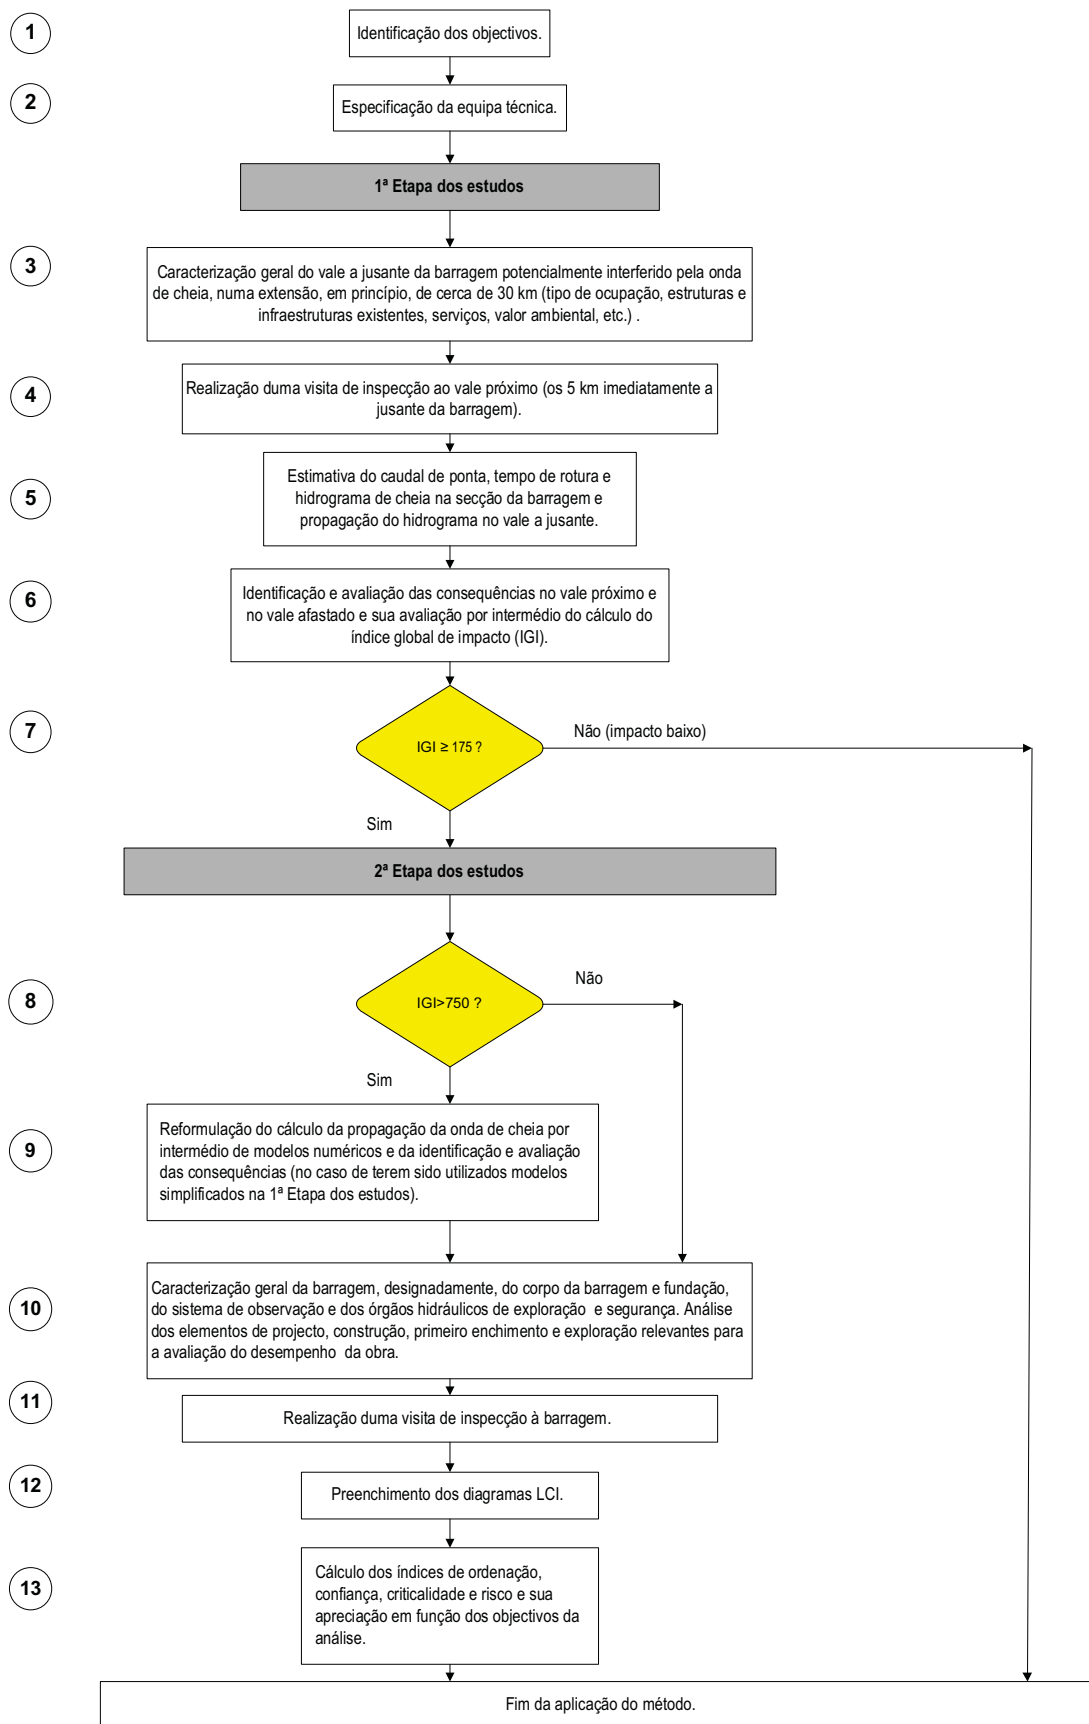 1
Identificação dos objectivos.
2
Especificação da equipa técnica.
1ª Etapa dos estudos
3
Caracterização geral do vale a jusante da barragem potencialmente interferido pela onda
de cheia, numa extensão, em princípio, de cerca de 30 km (tipo de ocupação, estruturas e
infraestruturas existentes, serviços, valor ambiental, etc.) .
4
Realização duma visita de inspecção ao vale próximo (os 5 km imediatamente a
jusante da barragem).
5
Estimativa do caudal de ponta, tempo de rotura e
hidrograma de cheia na secção da barragem e
propagação do hidrograma no vale a jusante.
6
Identificação e avaliação das consequências no vale próximo e
no vale afastado e sua avaliação por intermédio do cálculo do
índice global de impacto (IGI).
7
IGI ≥ 175 ?
Não (impacto baixo)
Sim
2ª Etapa dos estudos
8
IGI>750 ?
Não
Sim
9
Reformulação do cálculo da propagação da onda de cheia por
intermédio de modelos numéricos e da identificação e avaliação
das consequências (no caso de terem sido utilizados modelos
simplificados na 1ª Etapa dos estudos).
10
Caracterização geral da barragem, designadamente, do corpo da barragem e fundação,
do sistema de observação e dos órgãos hidráulicos de exploração e segurança. Análise
dos elementos de projecto, construção, primeiro enchimento e exploração relevantes para
a avaliação do desempenho da obra.
11
Realização duma visita de inspecção à barragem.
12
Preenchimento dos diagramas LCI.
13
Cálculo dos índices de ordenação,
confiança, criticalidade e risco e sua
apreciação em função dos objectivos da
análise.
Fim da aplicação do método.